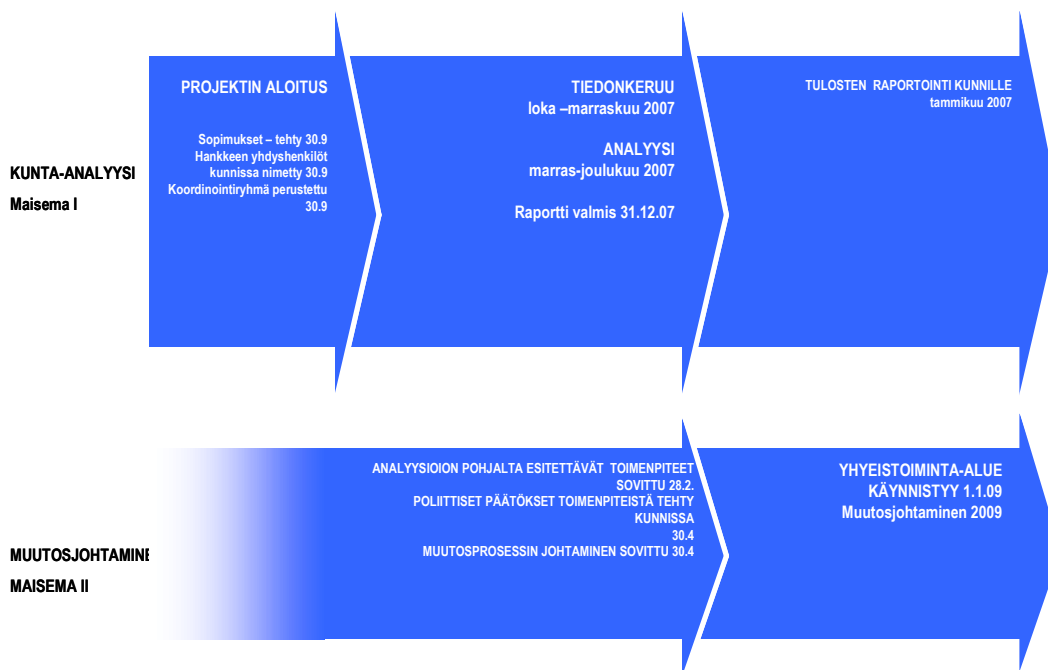 KUNTA-ANALYYSI
Maisema I
PROJEKTIN ALOITUS
Sopimukset – tehty 30.9
Hankkeen yhdyshenkilöt
kunnissa nimetty 30.9
Koordinointiryhmä perustettu
30.9
TIEDONKERUU
loka –marraskuu 2007
ANALYYSI
marras-joulukuu 2007
Raportti valmis 31.12.07
TULOSTEN RAPORTOINTI KUNNILLE
tammikuu 2007
MUUTOSJOHTAMINE
MAISEMA II
ANALYYSIOION POHJALTA ESITETTÄVÄT TOIMENPITEET
SOVITTU 28.2.
POLIITTISET PÄÄTÖKSET TOIMENPITEISTÄ TEHTY
KUNNISSA
30.4
MUUTOSPROSESSIN JOHTAMINEN SOVITTU 30.4
YHYEISTOIMINTA-ALUE
KÄYNNISTYY 1.1.09
Muutosjohtaminen 2009